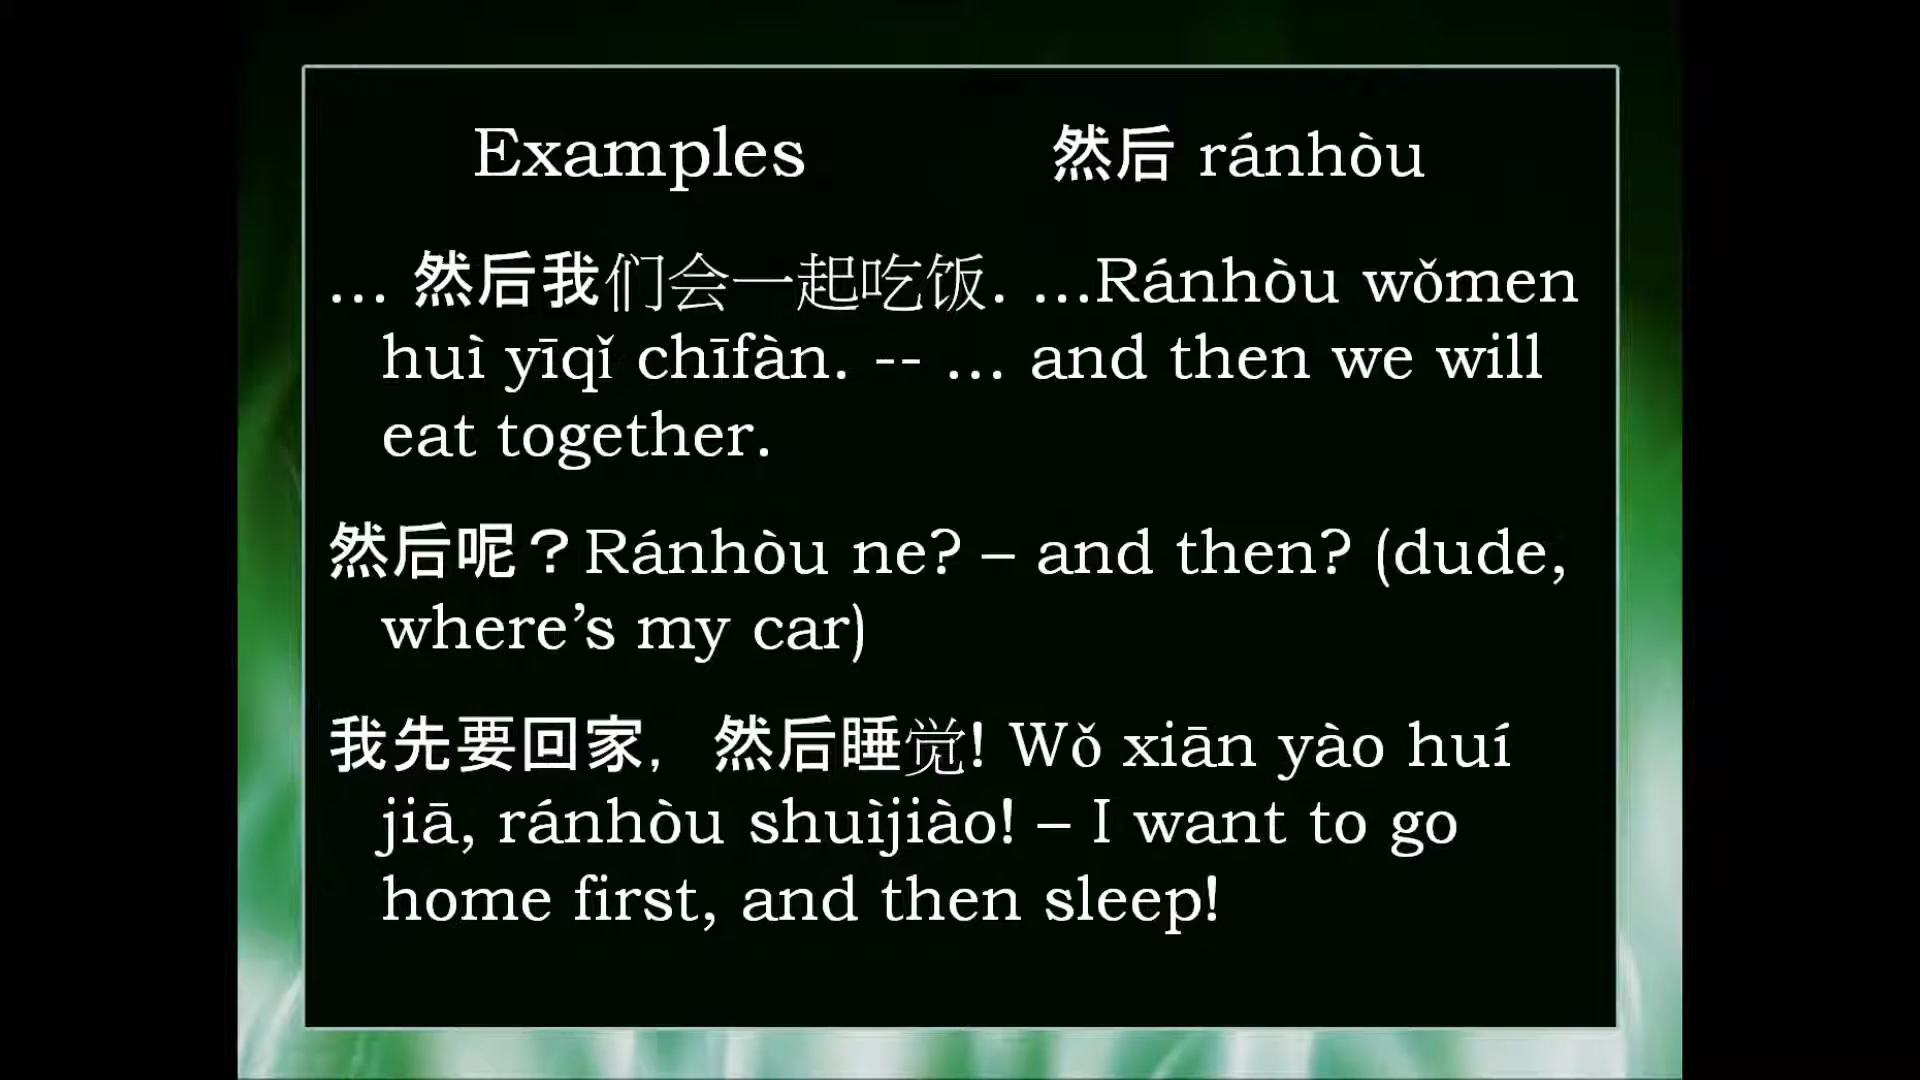 Examples 然后 ránhòu
… 然后我们会一起吃饭. …Ránhòu wǒmen
huì yīqǐ chīfàn. -- … and then we will
eat together.
然后呢？Ránhòu ne? – and then? (dude,
where’s my car)
我先要回家, 然后睡觉! Wǒ xiān yào huí
jiā, ránhòu shuìjiào! – I want to go
home first, and then sleep!